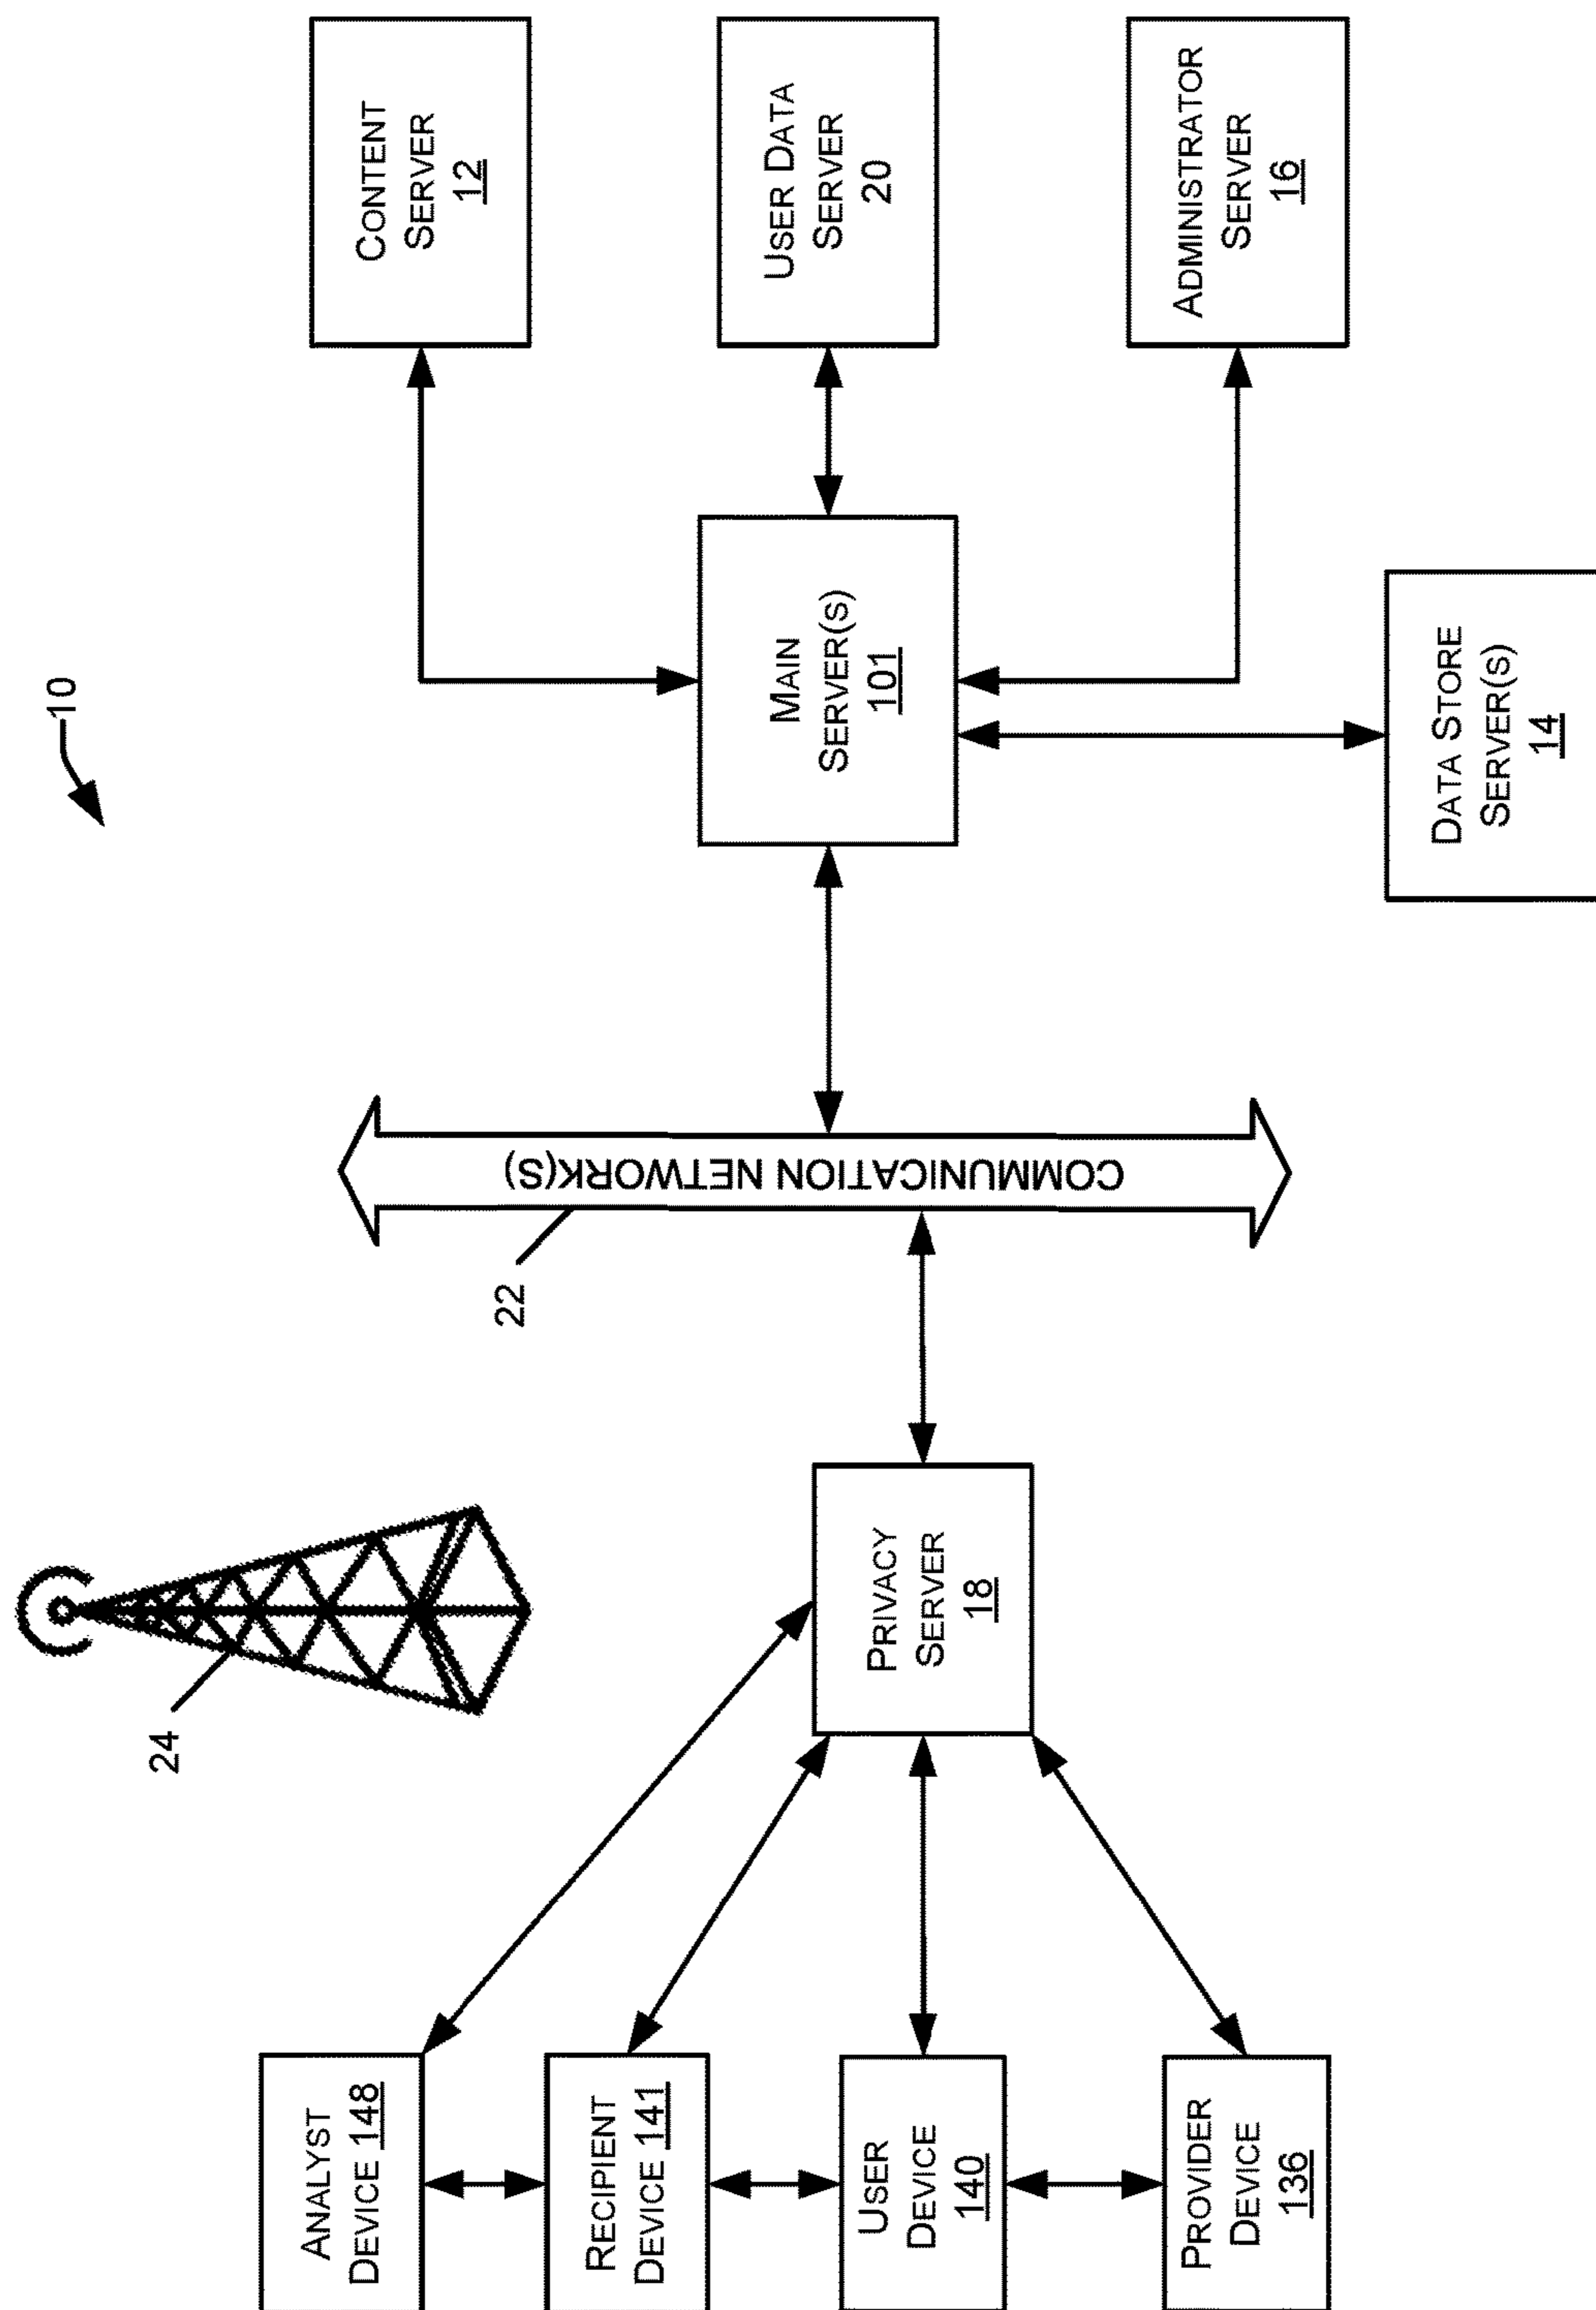 10
CONTENT
SERVER
12
USER DATA
SERVER
20
ADMINISTRATOR
SERVER
16
MAIN
SERVER(S)
101
DATA STORE
SERVER(S)
14
COMMUNICATION NETWORK(S)
22
24
PRIVACY
SERVER
18
ANALYST
DEVICE 148
RECIPIENT
DEVICE 141
USER
DEVICE
140
PROVIDER
DEVICE
136